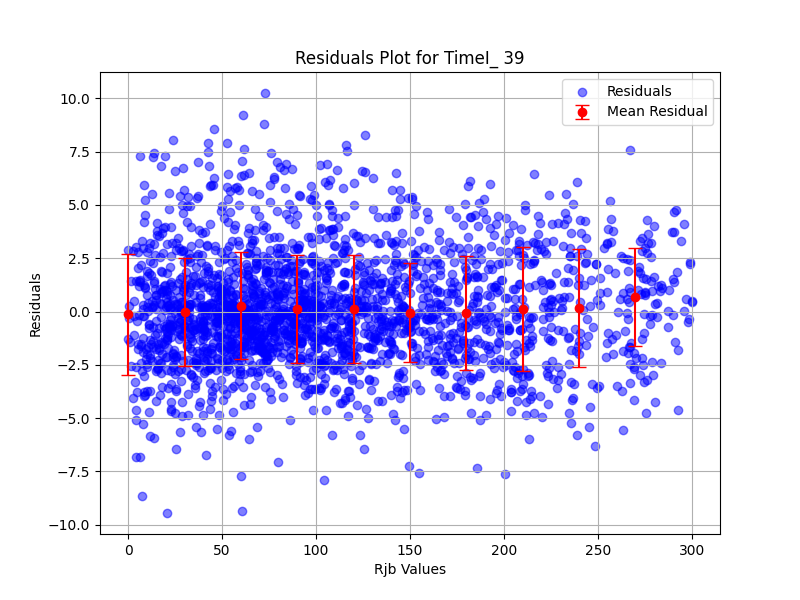 Residuals Plot for TimeI_ 39
Residuals
Mean Residual
10.0
7.5
5.0
2.5
0.0
−2.5
−5.0
−7.5
−10.0
Residuals
0 50 100 150 200 250 300
Rjb Values